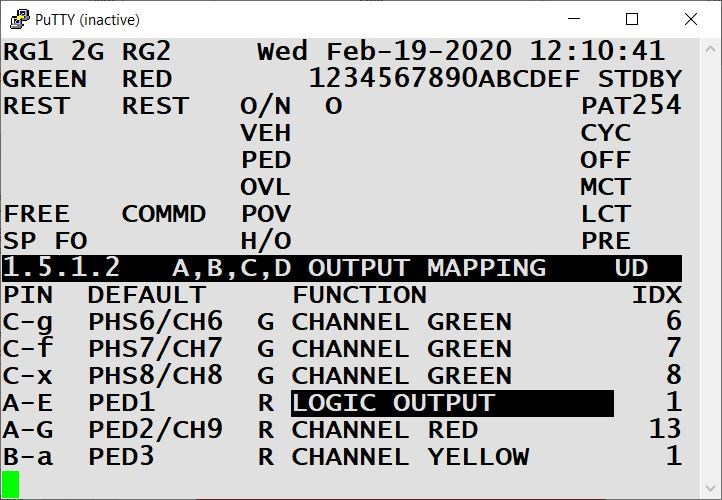 PuTTY (inactive)
RG1 2G RG2 Wed Feb-19-2020 12:10:41
GREEN RED 1234567890ABCDEF STDBY
REST REST O/N O PAT254
VEH CYC
PED OFF
OVL MCT
FREE COMMD POV LCT
SP FO H/O PRE
1.5.1.2 A,B,C,D OUTPUT MAPPING UD
PIN DEFAULT FUNCTION IDX
C-g PHS6/CH6 G CHANNEL GREEN 6
C-f PHS7/CH7 G CHANNEL GREEN 7
C-x PHS8/CH8 G CHANNEL GREEN 8
A-E PED1 R LOGIC OUTPUT 1
A-G PED2/CH9 R CHANNEL RED 13
B-a PED3 R CHANNEL YELLOW 1